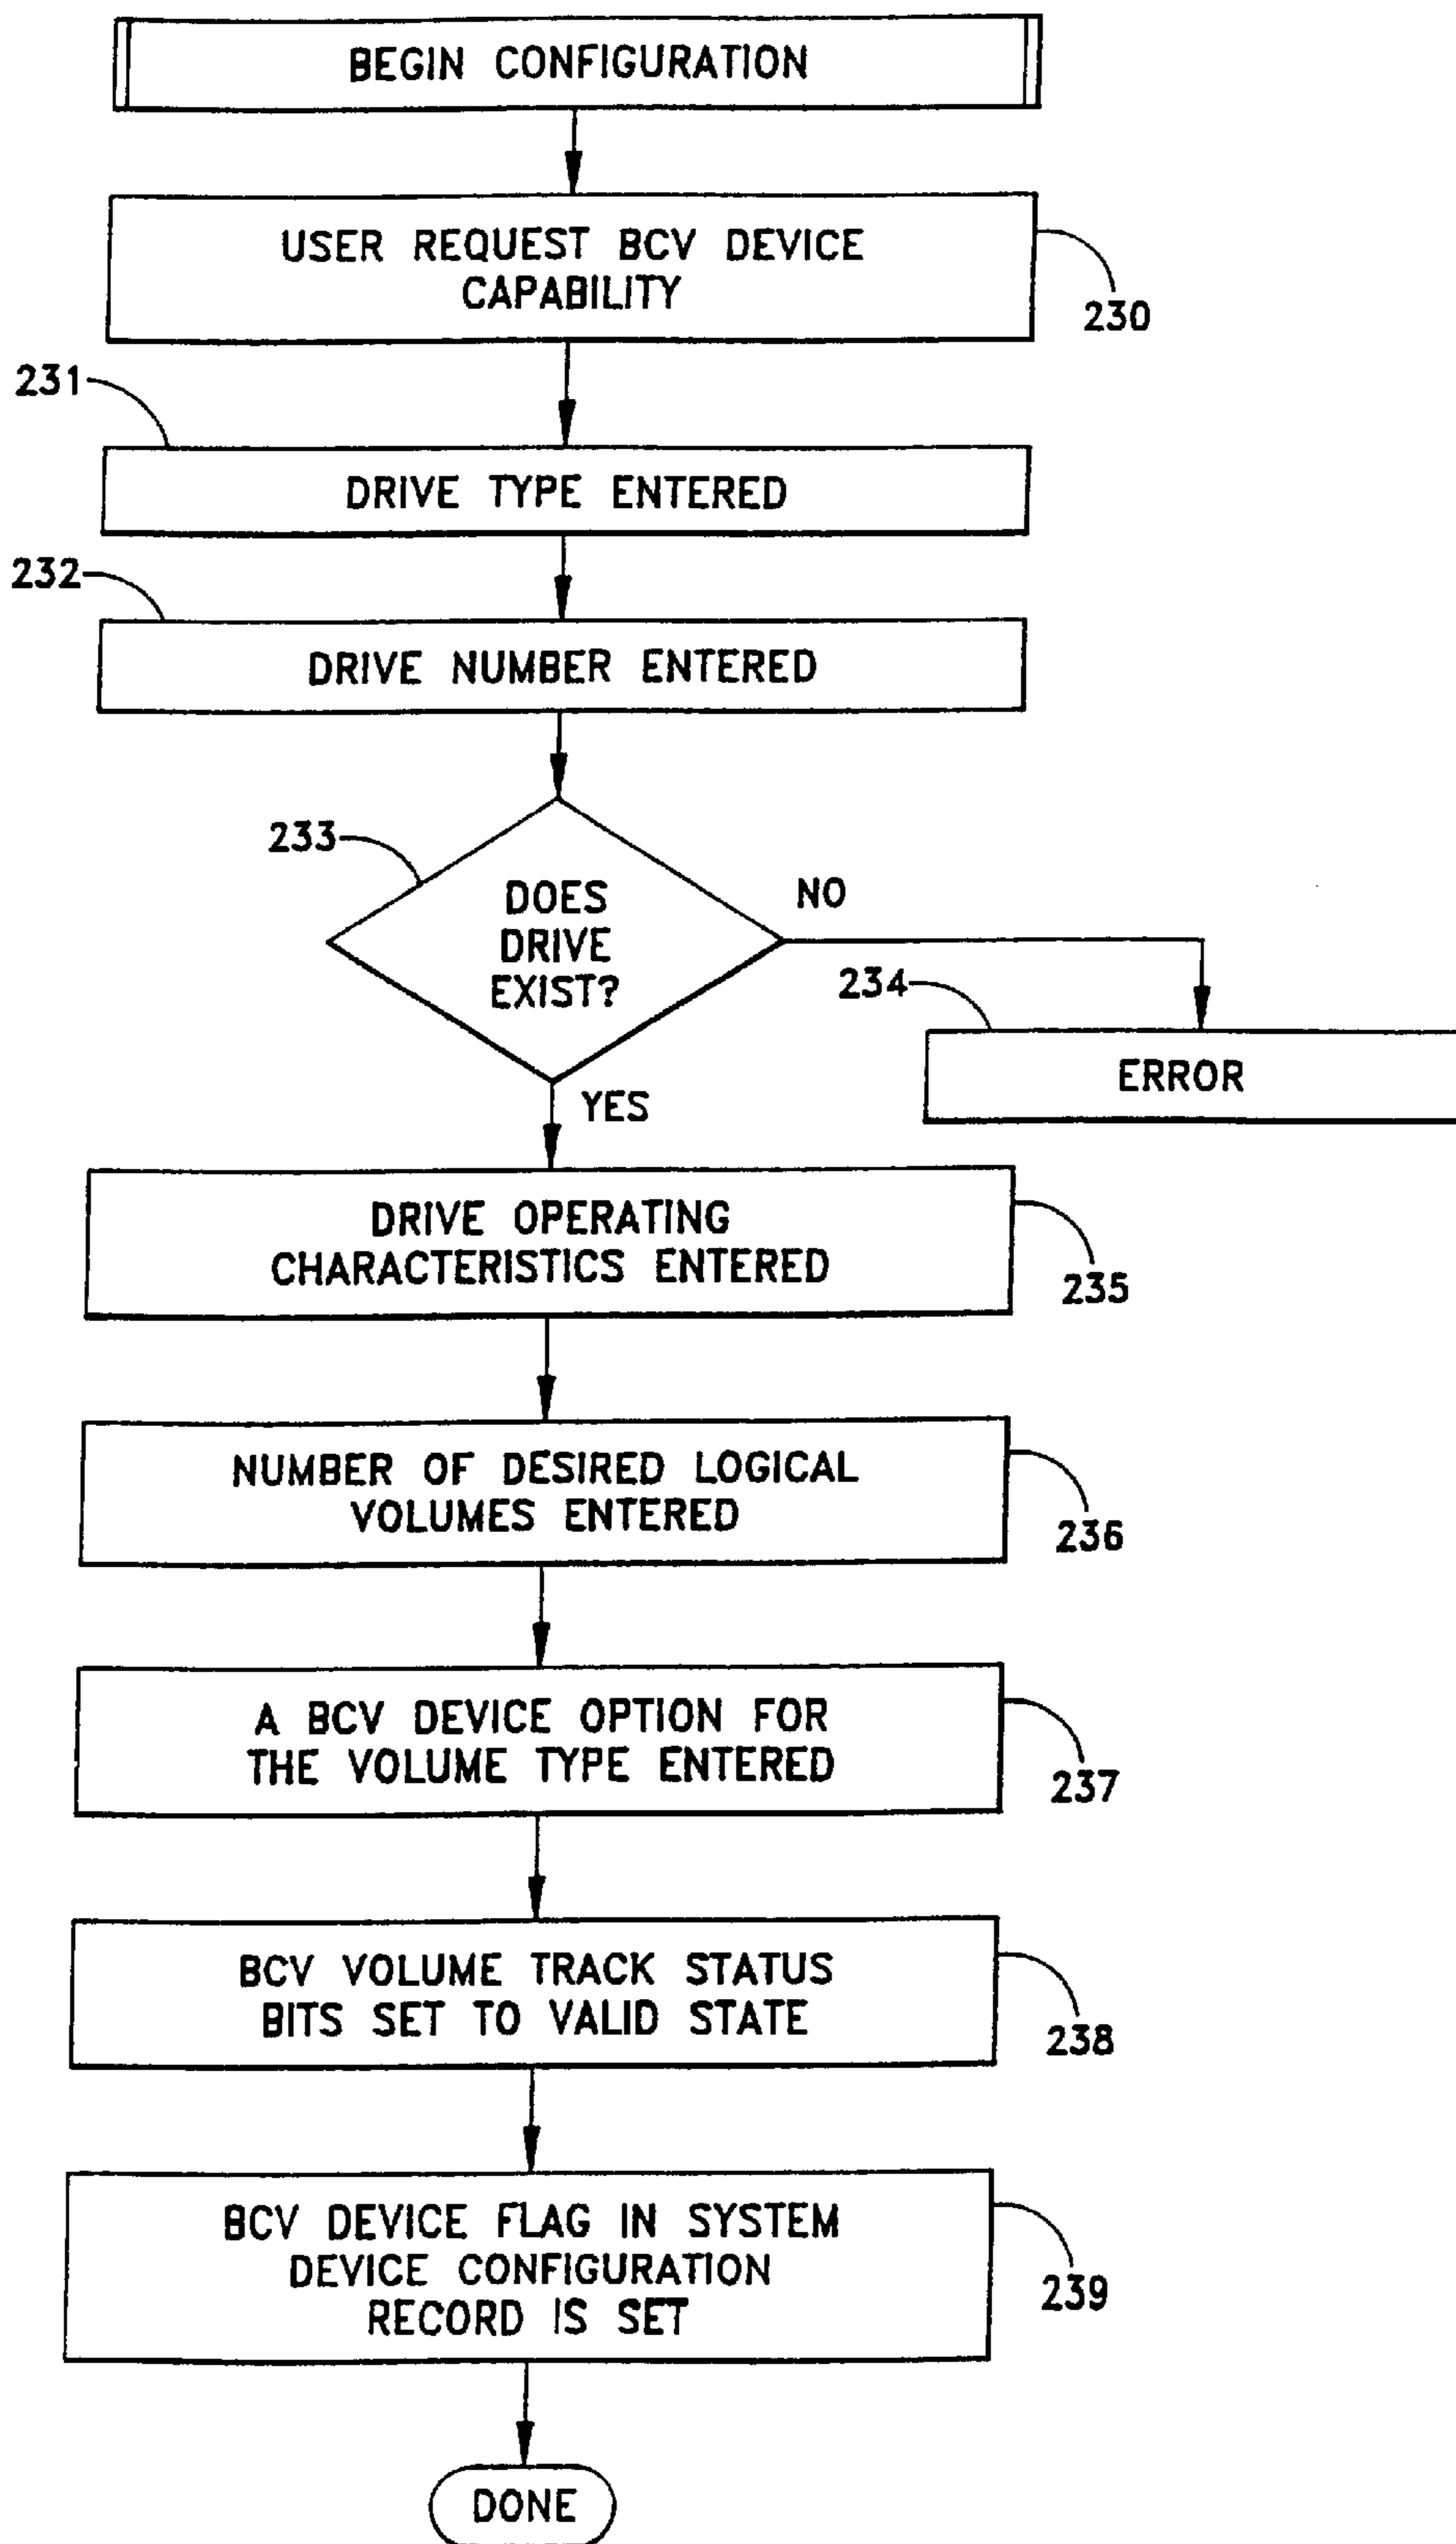 BEGIN CONFIGURATION
USER REQUEST BCV DEVICE
CAPABILITY
230
231
DRIVE TYPE ENTERED
232
DRIVE NUMBER ENTERED
233
DOES
DRIVE
EXIST?
NO
234
ERROR
YES
DRIVE OPERATING
CHARACTERISTICS ENTERED
235
NUMBER OF DESIRED LOGICAL
VOLUMES ENTERED
236
A BCV DEVICE OPTION FOR
THE VOLUME TYPE ENTERED
237
BCV VOLUME TRACK STATUS
BITS SET TO VALID STATE
238
BCV DEVICE FLAG IN SYSTEM
DEVICE CONFIGURATION
RECORD IS SET
239
DONE